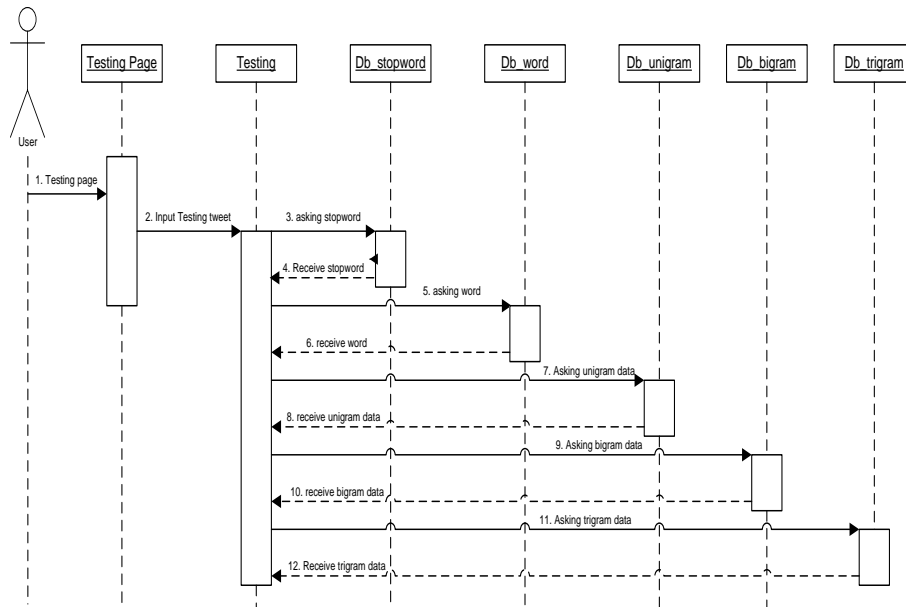 Testing Page
Testing
Db_stopword
Db_word
Db_unigram
Db_bigram
Db_trigram
User
1. Testing page
2. Input Testing tweet
3. asking stopword
4. Receive stopword
5. asking word
6. receive word
7. Asking unigram data
8. receive unigram data
9. Asking bigram data
10. receive bigram data
11. Asking trigram data
12. Receive trigram data